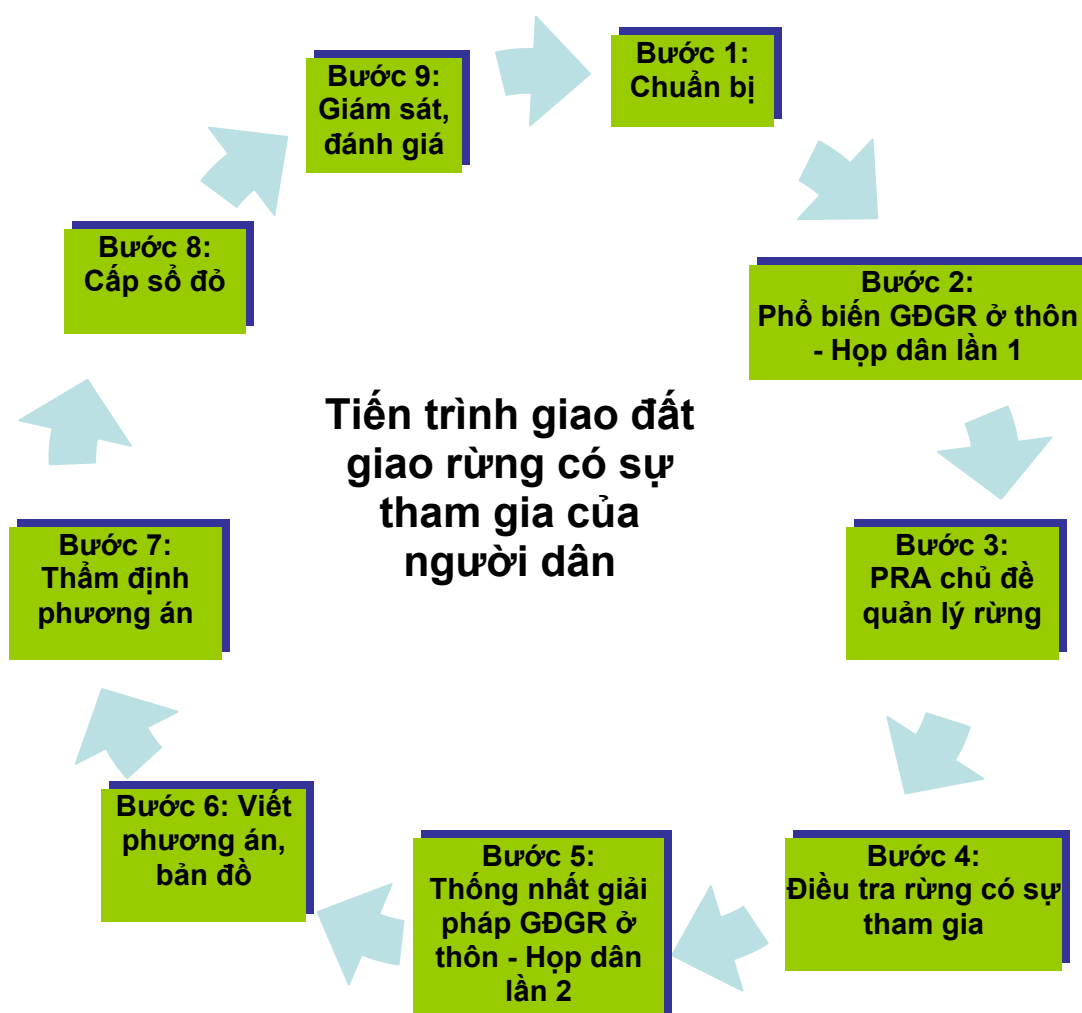 Bước 1:
Chuẩn bị
Bước 2:
Phổ biến GĐGR ở thôn
- Họp dân lần 1
Bước 3:
PRA chủ đề
quản lý rừng
Bước 4:
Điều tra rừng có sự
tham gia
Bước 5:
Thống nhất giải
pháp GĐGR ở
thôn - Họp dân
lần 2
Bước 6: Viết
phương án,
bản đồ
Bước 7:
Thẩm định
phương án
Bước 8:
Cấp sổ đỏ
Bước 9:
Giám sát,
đánh giá
Tiến trình giao đất
giao rừng có sự
tham gia của
người dân